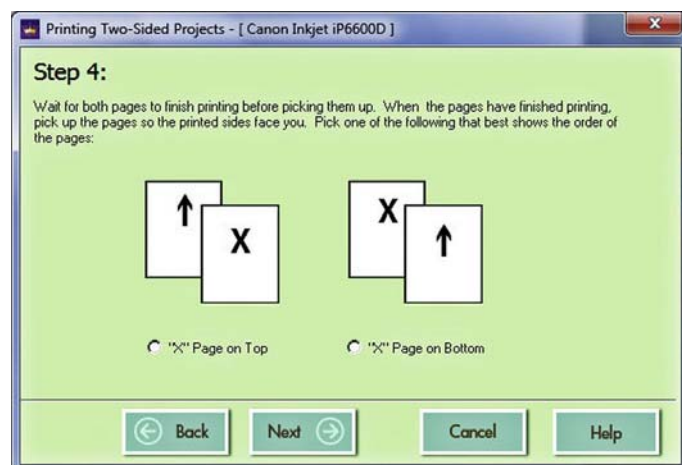 Printing Two-Sided Projects - [ Canon Inkjet iP6600D ]
Step 4:
Wait for both pages to finish printing before picking them up. When the pages have finished printing,
pick up the pages so the printed sides face you. Pick one of the following that best shows the order of
the pages:
X
X
"X" Page on Top
"X" Page on Bottom
Back
Next
Cancel
Help